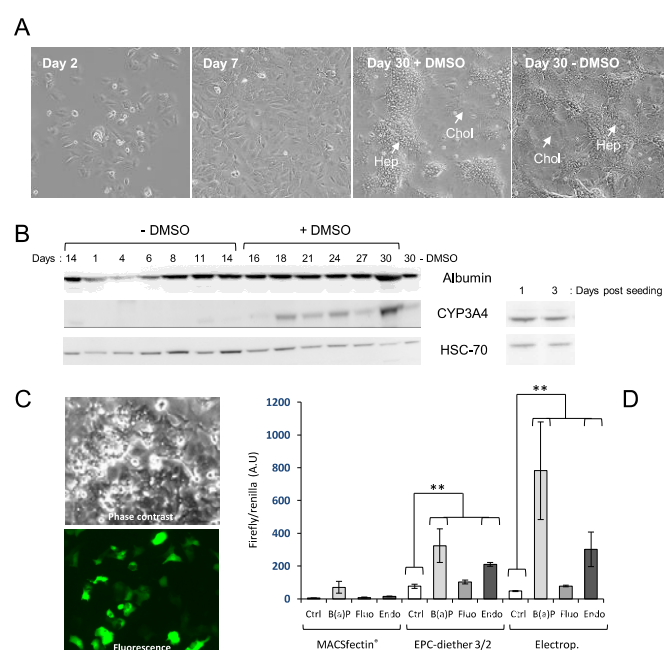 A
Day 2
Day 7
Day 30 + DMSO
Day 30 - DMSO
Chol
Hep
Chol
Hep
B
- DMSO
+ DMSO
Days : 14 1 4 6 8 11 14 16 18 21 24 27 30 30 - DMSO
Albumin
1 3 : Days post seeding
CYP3A4
HSC-70
C
D
Phase contrast
Fluorescence
Firefly/renilla (A.U)
1200
1000
800
600
400
200
0
**
**
Ctrl B(a)P Fluo Endo Ctrl B(a)P Fluo Endo Ctrl B(a)P Fluo Endo
MACSfectin® EPC-diether 3/2 Electrop.